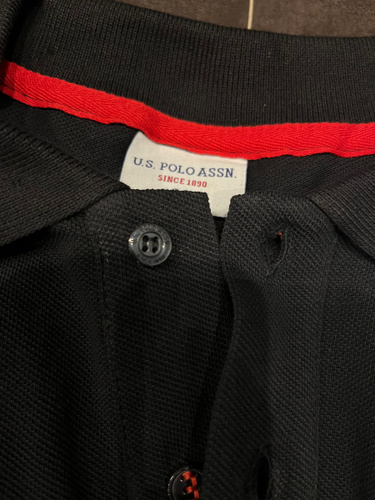 U.S. POLO ASSN.
SINCE 1890